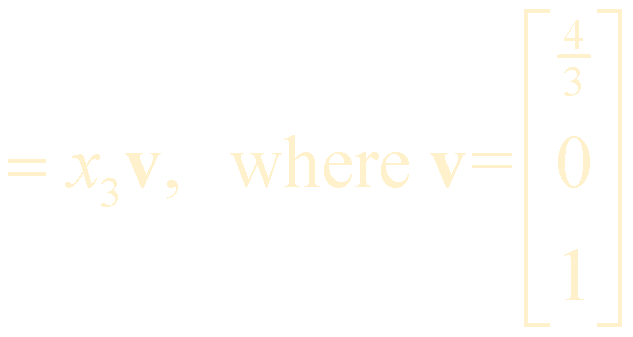 = x₃v, where v = [4/3
0
1]